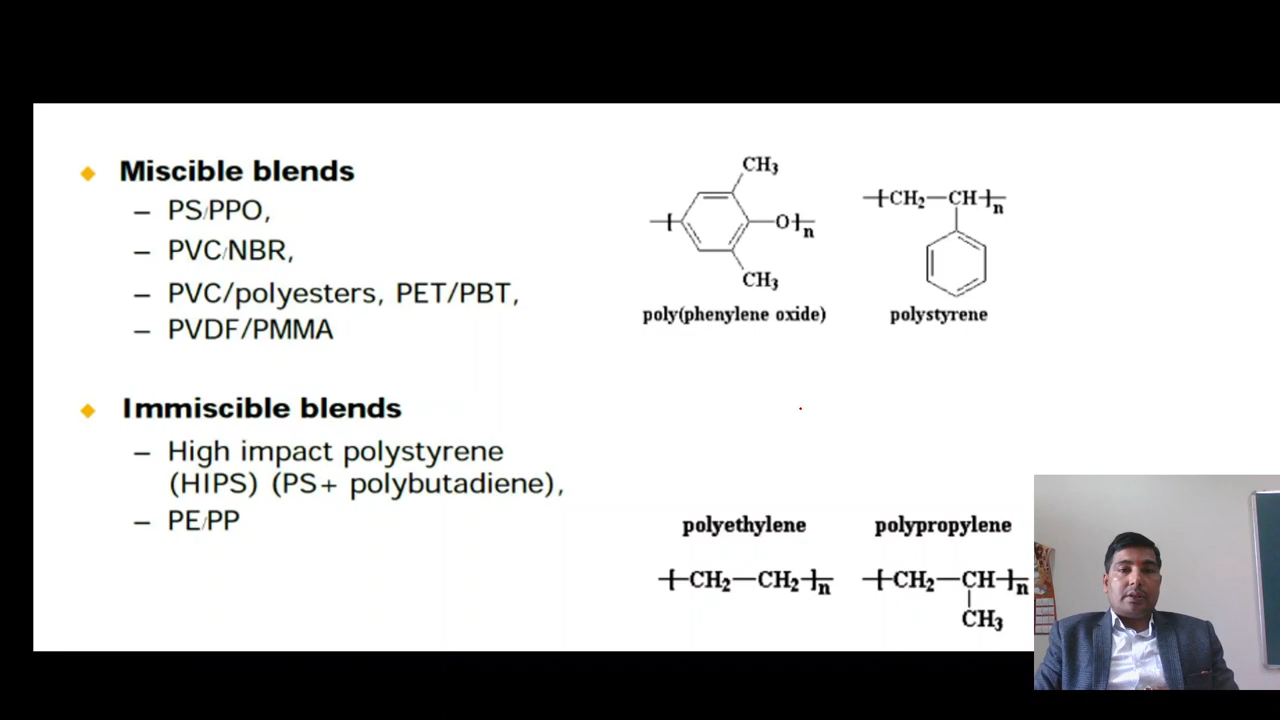 Miscible blends
– PS/PPO,
– PVC/NBR,
– PVC/polyesters, PET/PBT,
– PVDF/PMMA
Immiscible blends
– High impact polystyrene
(HIPS) (PS+ polybutadiene),
– PE/PP
CH3
O
n
CH3
poly(phenylene oxide)
CH2—CH
n
polystyrene
polyethylene
CH2—CH2
n
polypropylene
CH2—CH
n
CH3